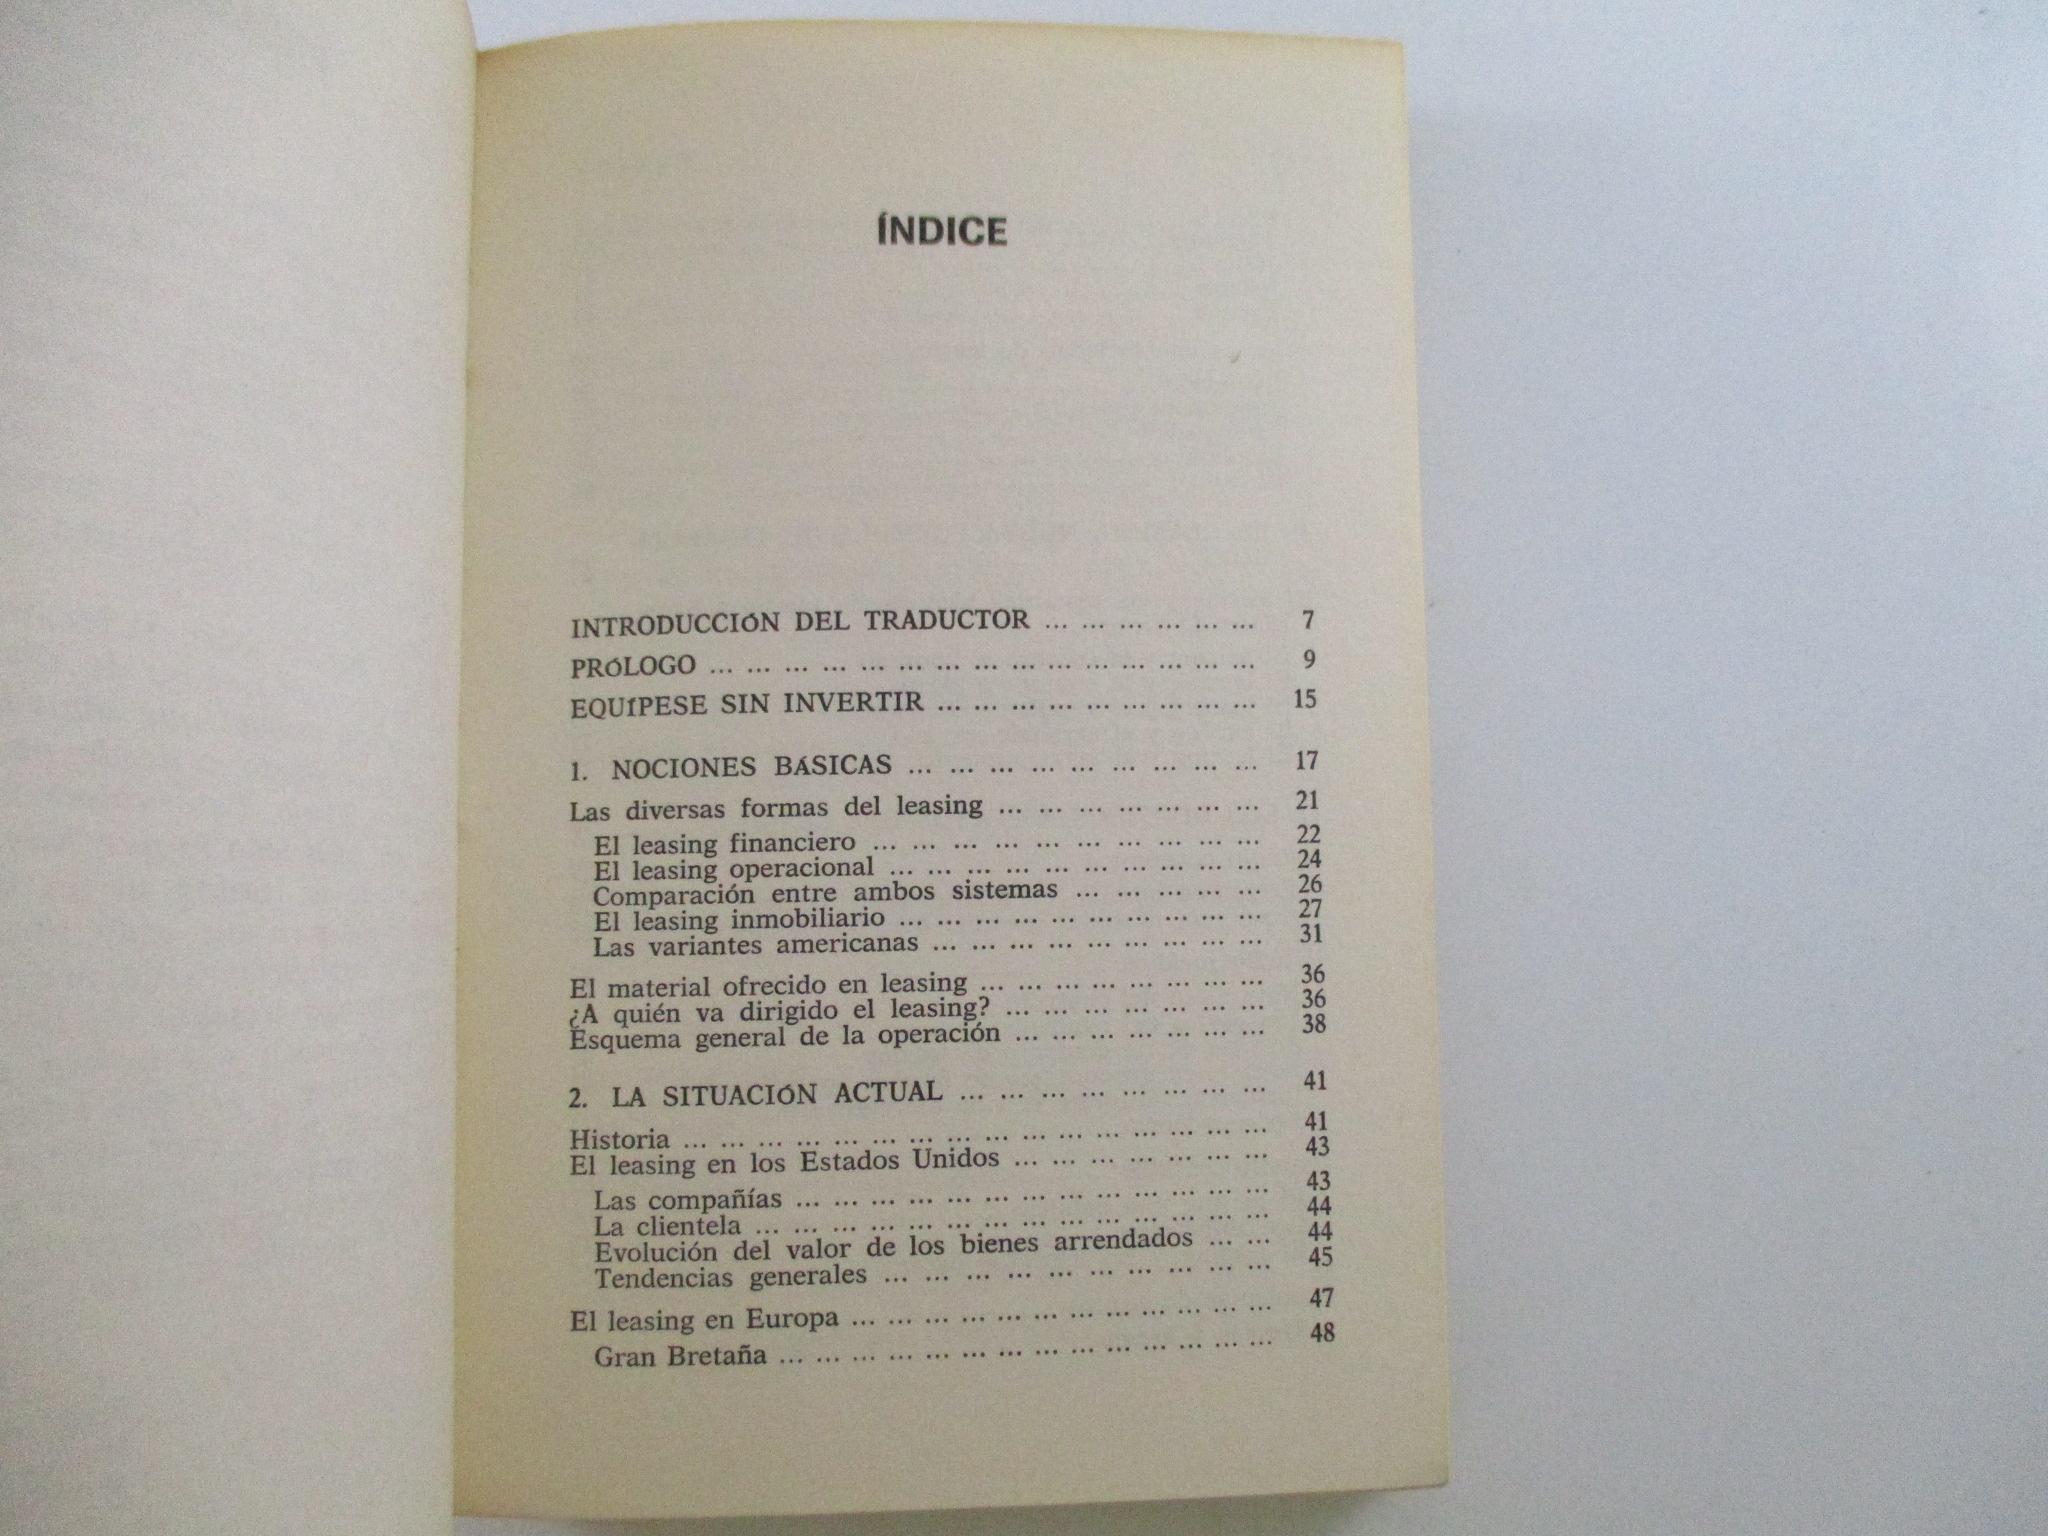 ÍNDICE
INTRODUCCIÓN DEL TRADUCTOR ... ... ... ... ... ... 7
PRÓLOGO ... ... ... ... ... ... ... ... ... ... ... ... ... ... ... 9
EQUÍPESE SIN INVERTIR ... ... ... ... ... ... ... ... ... 15
1. NOCIONES BÁSICAS ... ... ... ... ... ... ... ... ... 17
Las diversas formas del leasing ... ... ... ... ... ... ... 21
El leasing financiero ... ... ... ... ... ... ... ... ... ... 22
El leasing operacional ... ... ... ... ... ... ... ... ... ... 24
Comparación entre ambos sistemas ... ... ... ... ... 26
El leasing inmobiliario ... ... ... ... ... ... ... ... ... ... 27
Las variantes americanas ... ... ... ... ... ... ... ... ... 31
El material ofrecido en leasing ... ... ... ... ... ... ... ... 36
¿A quién va dirigido el leasing? ... ... ... ... ... ... ... 36
Esquema general de la operación ... ... ... ... ... ... ... 38
2. LA SITUACIÓN ACTUAL ... ... ... ... ... ... ... ... 41
Historia ... ... ... ... ... ... ... ... ... ... ... ... ... ... ... ... 41
El leasing en los Estados Unidos ... ... ... ... ... ... ... 43
Las compañías ... ... ... ... ... ... ... ... ... ... ... ... ... 43
La clientela ... ... ... ... ... ... ... ... ... ... ... ... ... ... 44
Evolución del valor de los bienes arrendados ... ... 44
Tendencias generales ... ... ... ... ... ... ... ... ... ... 45
El leasing en Europa ... ... ... ... ... ... ... ... ... ... ... ... 47
Gran Bretaña ... ... ... ... ... ... ... ... ... ... ... ... ... ... 48